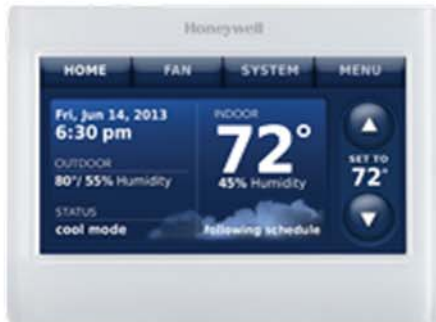 Honeywell
HOME FAN SYSTEM MENU
Fri, Jun 14, 2013
6:30 pm
OUTDOOR
80°/ 55% Humidity
STATUS
cool mode
INDOOR
72°
45% Humidity
following schedule
SET TO
72°